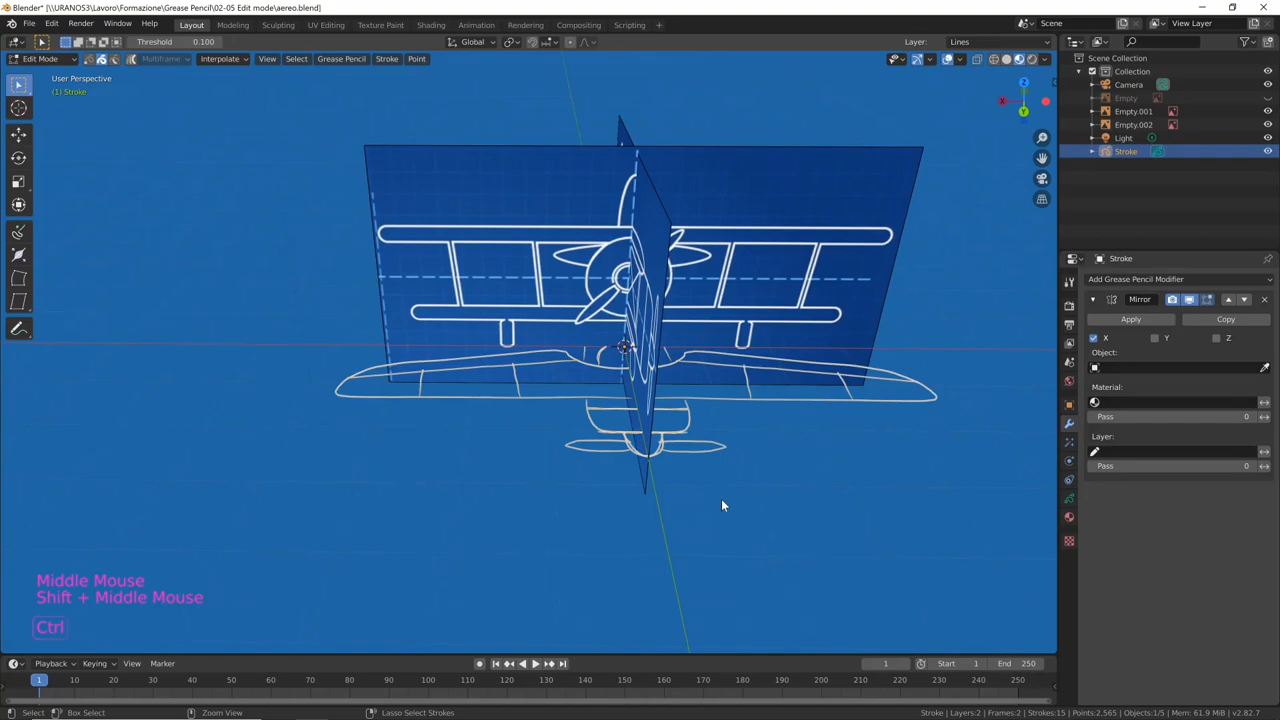 Blender* [\\URANOS3\Lavoro\Formazione\Grease Pencil\02-05 Edit mode\aereo.blend]
File Edit Render Window Help Layout Modeling Sculpting UV Editing Texture Paint Shading Animation Rendering Compositing Scripting Scene View Layer
Threshold 0.100 Global Layer: Lines
Edit Mode Multiframe Interpolate View Select Grease Pencil Stroke Point
User Perspective
(1) Stroke
Z
X
Y
Scene Collection
Collection
Camera
Empty
Empty.001
Empty.002
Light
Stroke
Stroke
Add Grease Pencil Modifier
Mirror
Apply Copy
X Y Z
Object:
Material:
Pass 0
Layer:
Pass 0
Middle Mouse
Shift + Middle Mouse
Ctrl
Playback Keying View Marker 1 Start 1 End 250
1 10 20 30 40 50 60 70 80 90 100 110 120 130 140 150 160 170 180 190 200 210 220 230 240 250
Select Box Select Zoom View Lasso Select Strokes Stroke | Layers:2 | Frames:2 | Strokes:15 | Points:2,565 | Objects:1/5 | Mem: 61.9 MiB | v2.82.7